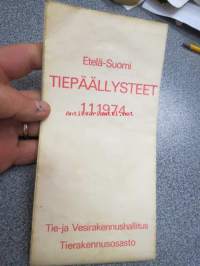 Etelä-Suomi
TIEPÄÄLLYSTEET
1.1.1974
Tie-ja Vesirakennushallitus
Tierakennusosasto